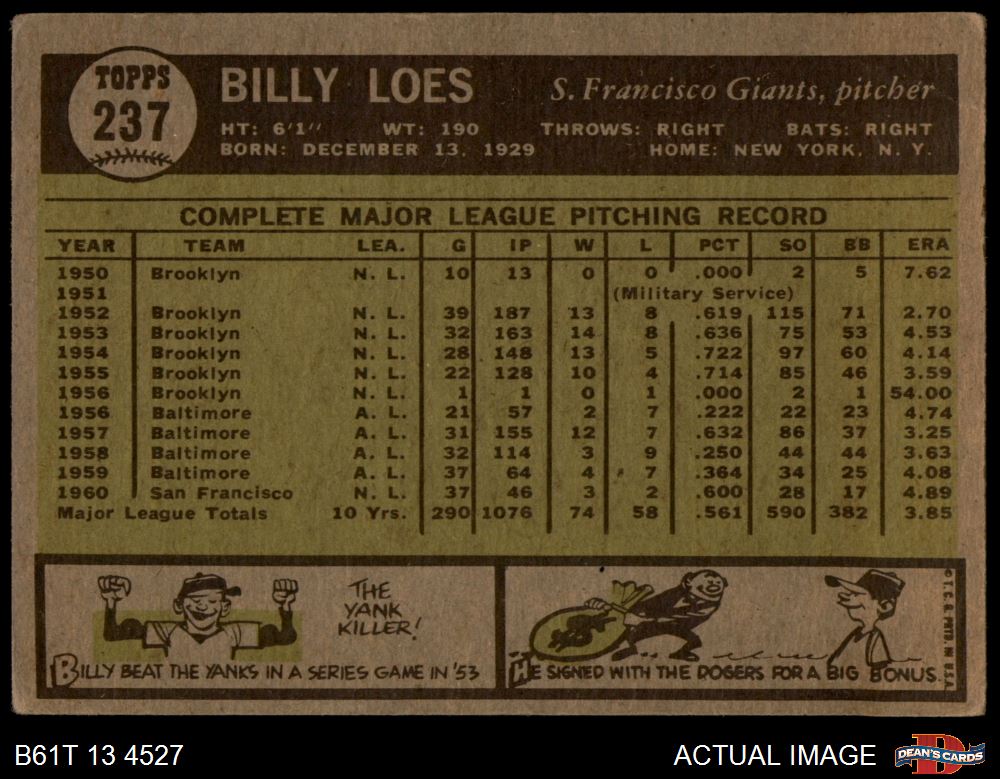 TOPPS
237
BILLY LOES
S. Francisco Giants, pitcher
HT: 6'1" WT: 190 THROWS: RIGHT BATS: RIGHT
BORN: DECEMBER 13, 1929 HOME: NEW YORK, N. Y.
COMPLETE MAJOR LEAGUE PITCHING RECORD
YEAR TEAM LEA. G IP W L PCT SO BB ERA
1950 Brooklyn N. L. 10 13 0 0 .000 2 5 7.62
1951 (Military Service)
1952 Brooklyn N. L. 39 187 13 8 .619 115 71 2.70
1953 Brooklyn N. L. 32 163 14 8 .636 75 53 4.53
1954 Brooklyn N. L. 28 148 13 5 .722 97 60 4.14
1955 Brooklyn N. L. 22 128 10 4 .714 85 46 3.59
1956 Brooklyn N. L. 1 1 0 1 .000 2 1 54.00
1956 Baltimore A. L. 21 57 2 7 .222 22 23 4.74
1957 Baltimore A. L. 31 155 12 7 .632 86 37 3.25
1958 Baltimore A. L. 32 114 3 9 .250 44 44 3.63
1959 Baltimore A. L. 37 64 4 7 .364 34 25 4.08
1960 San Francisco N. L. 37 46 3 2 .600 28 17 4.89
Major League Totals 10 Yrs. 290 1076 74 58 .561 590 382 3.85
THE
YANK
KILLER!
BILLY BEAT THE YANKS IN A SERIES GAME IN '53
HE SIGNED WITH THE DOGERS FOR A BIG BONUS.
© T.C.G. PRTD. IN U.S.A.
B61T 13 4527
ACTUAL IMAGE
DEAN'S CARDS